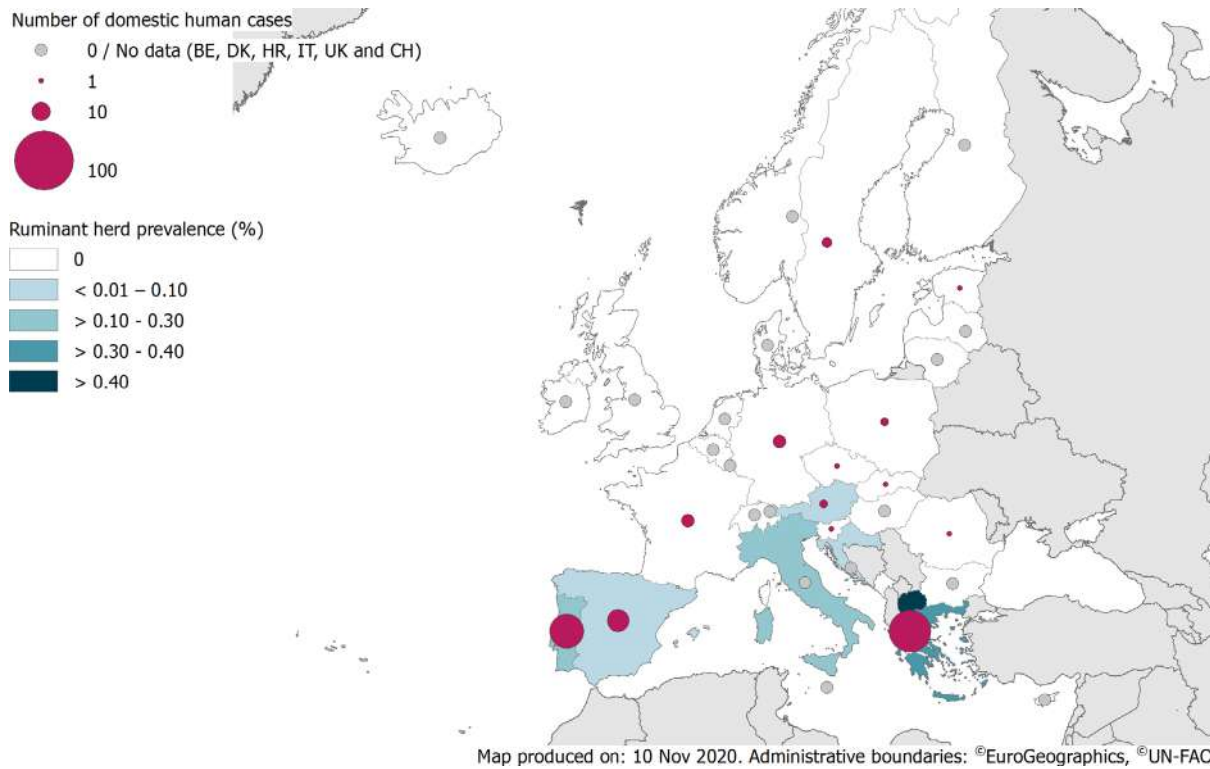 Number of domestic human cases
0 / No data (BE, DK, HR, IT, UK and CH)
1
10
100
Ruminant herd prevalence (%)
0
< 0.01 – 0.10
> 0.10 - 0.30
> 0.30 - 0.40
> 0.40
Map produced on: 10 Nov 2020. Administrative boundaries: ©EuroGeographics, ©UN-FAO